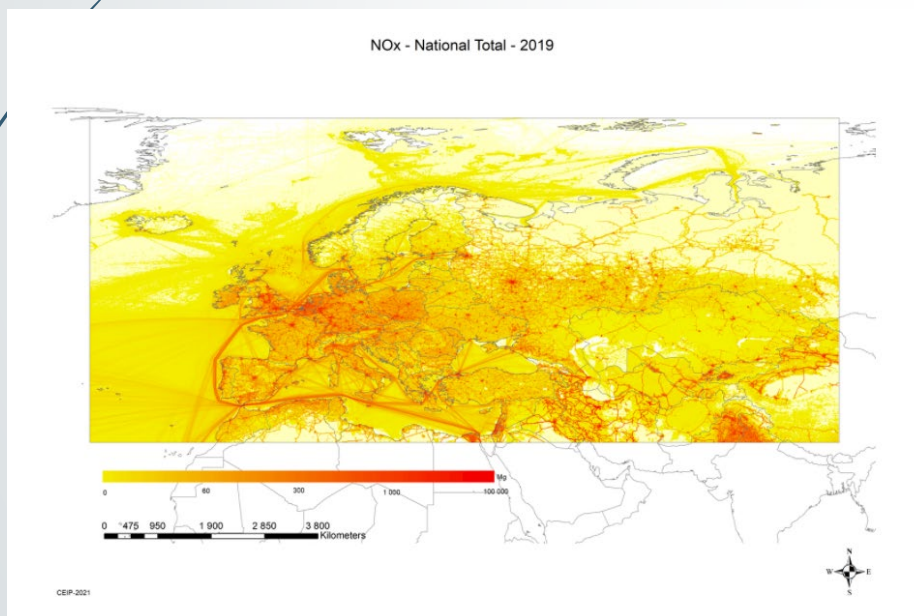 NOx - National Total - 2019
Mg
0 60 300 1 000 100 000
0 475 950 1 900 2 850 3 800
Kilometers
N
W E
S
CEIP-2021